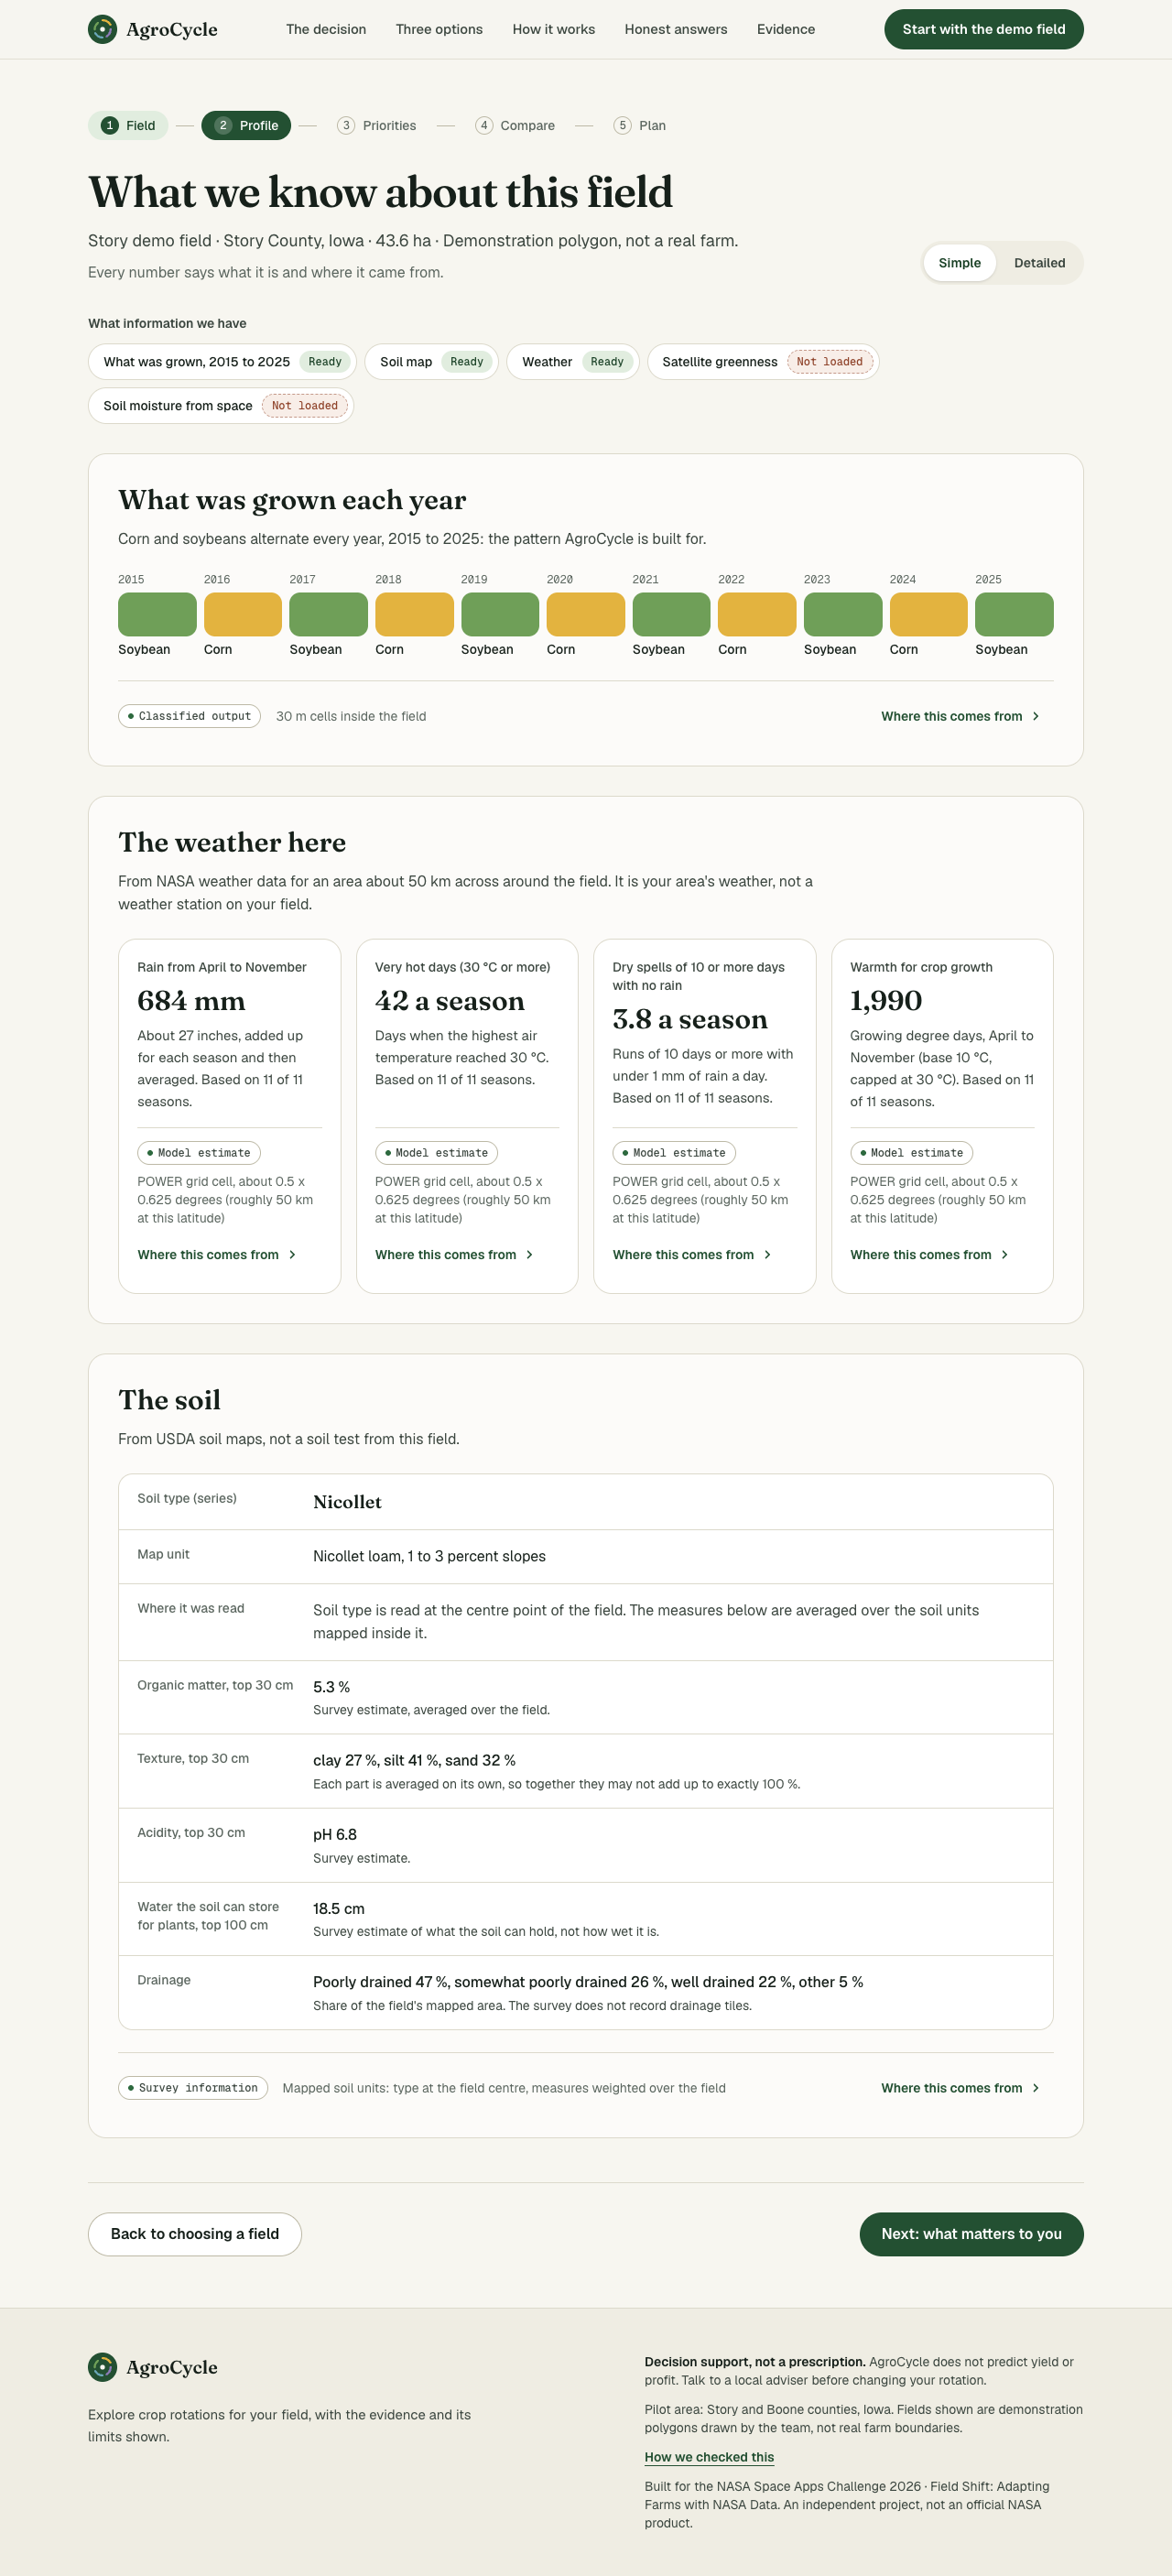 AgroCycle
The decision
Three options
How it works
Honest answers
Evidence
Start with the demo field
1 Field
2 Profile
3 Priorities
4 Compare
5 Plan
What we know about this field
Story demo field · Story County, Iowa · 43.6 ha · Demonstration polygon, not a real farm.
Every number says what it is and where it came from.
Simple
Detailed
What information we have
What was grown, 2015 to 2025 Ready
Soil map Ready
Weather Ready
Satellite greenness Not loaded
Soil moisture from space Not loaded
What was grown each year
Corn and soybeans alternate every year, 2015 to 2025: the pattern AgroCycle is built for.
2015 2016 2017 2018 2019 2020 2021 2022 2023 2024 2025
Soybean Corn Soybean Corn Soybean Corn Soybean Corn Soybean Corn Soybean
Classified output
30 m cells inside the field
Where this comes from
The weather here
From NASA weather data for an area about 50 km across around the field. It is your area's weather, not a
weather station on your field.
Rain from April to November
684 mm
About 27 inches, added up
for each season and then
averaged. Based on 11 of 11
seasons.
Model estimate
POWER grid cell, about 0.5 x
0.625 degrees (roughly 50 km
at this latitude)
Where this comes from
Very hot days (30 °C or more)
42 a season
Days when the highest air
temperature reached 30 °C.
Based on 11 of 11 seasons.
Model estimate
POWER grid cell, about 0.5 x
0.625 degrees (roughly 50 km
at this latitude)
Where this comes from
Dry spells of 10 or more days
with no rain
3.8 a season
Runs of 10 days or more with
under 1 mm of rain a day.
Based on 11 of 11 seasons.
Model estimate
POWER grid cell, about 0.5 x
0.625 degrees (roughly 50 km
at this latitude)
Where this comes from
Warmth for crop growth
1,990
Growing degree days, April to
November (base 10 °C,
capped at 30 °C). Based on 11
of 11 seasons.
Model estimate
POWER grid cell, about 0.5 x
0.625 degrees (roughly 50 km
at this latitude)
Where this comes from
The soil
From USDA soil maps, not a soil test from this field.
Soil type (series)
Nicollet
Map unit
Nicollet loam, 1 to 3 percent slopes
Where it was read
Soil type is read at the centre point of the field. The measures below are averaged over the soil units
mapped inside it.
Organic matter, top 30 cm
5.3 %
Survey estimate, averaged over the field.
Texture, top 30 cm
clay 27 %, silt 41 %, sand 32 %
Each part is averaged on its own, so together they may not add up to exactly 100 %.
Acidity, top 30 cm
pH 6.8
Survey estimate.
Water the soil can store
for plants, top 100 cm
18.5 cm
Survey estimate of what the soil can hold, not how wet it is.
Drainage
Poorly drained 47 %, somewhat poorly drained 26 %, well drained 22 %, other 5 %
Share of the field's mapped area. The survey does not record drainage tiles.
Survey information
Mapped soil units: type at the field centre, measures weighted over the field
Where this comes from
Back to choosing a field
Next: what matters to you
AgroCycle
Explore crop rotations for your field, with the evidence and its
limits shown.
Decision support, not a prescription. AgroCycle does not predict yield or
profit. Talk to a local adviser before changing your rotation.
Pilot area: Story and Boone counties, Iowa. Fields shown are demonstration
polygons drawn by the team, not real farm boundaries.
How we checked this
Built for the NASA Space Apps Challenge 2026 · Field Shift: Adapting
Farms with NASA Data. An independent project, not an official NASA
product.